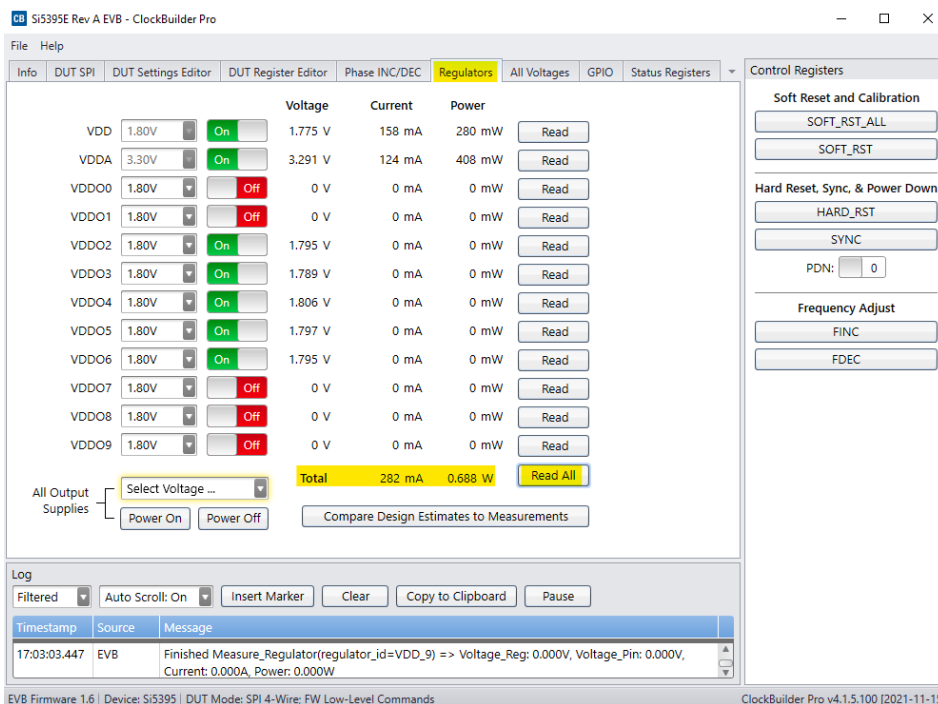 CB Si5395E Rev A EVB - ClockBuilder Pro
File Help
Info DUT SPI DUT Settings Editor DUT Register Editor Phase INC/DEC Regulators All Voltages GPIO Status Registers
Voltage Current Power
VDD 1.80V On 1.775 V 158 mA 280 mW Read
VDDA 3.30V On 3.291 V 124 mA 408 mW Read
VDDO0 1.80V Off 0 V 0 mA 0 mW Read
VDDO1 1.80V Off 0 V 0 mA 0 mW Read
VDDO2 1.80V On 1.795 V 0 mA 0 mW Read
VDDO3 1.80V On 1.789 V 0 mA 0 mW Read
VDDO4 1.80V On 1.806 V 0 mA 0 mW Read
VDDO5 1.80V On 1.797 V 0 mA 0 mW Read
VDDO6 1.80V On 1.795 V 0 mA 0 mW Read
VDDO7 1.80V Off 0 V 0 mA 0 mW Read
VDDO8 1.80V Off 0 V 0 mA 0 mW Read
VDDO9 1.80V Off 0 V 0 mA 0 mW Read
Total 282 mA 0.688 W Read All
All Output Supplies
Select Voltage ...
Power On Power Off
Compare Design Estimates to Measurements
Control Registers
Soft Reset and Calibration
SOFT_RST_ALL
SOFT_RST
Hard Reset, Sync, & Power Down
HARD_RST
SYNC
PDN: 0
Frequency Adjust
FINC
FDEC
Log
Filtered Auto Scroll: On Insert Marker Clear Copy to Clipboard Pause
Timestamp Source Message
17:03:03.447 EVB Finished Measure_Regulator(regulator_id=VDD_9) => Voltage_Reg: 0.000V, Voltage_Pin: 0.000V,
Current: 0.000A, Power: 0.000W
EVB Firmware 1.6 | Device: Si5395 | DUT Mode: SPI 4-Wire; FW Low-Level Commands
ClockBuilder Pro v4.1.5.100 [2021-11-15